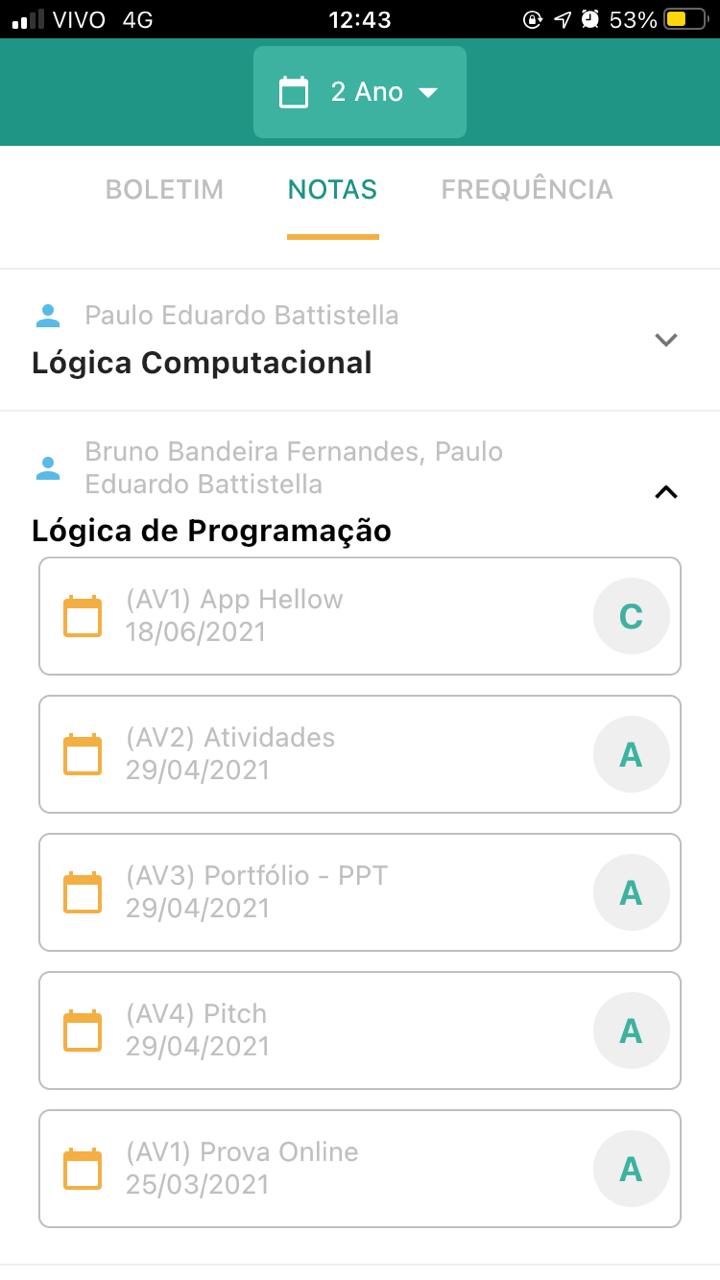 VIVO 4G 12:43 53%
2 Ano
BOLETIM NOTAS FREQUÊNCIA
Paulo Eduardo Battistella
Lógica Computacional
Bruno Bandeira Fernandes, Paulo
Eduardo Battistella
Lógica de Programação
(AV1) App Hellow
18/06/2021
C
(AV2) Atividades
29/04/2021
A
(AV3) Portfólio - PPT
29/04/2021
A
(AV4) Pitch
29/04/2021
A
(AV1) Prova Online
25/03/2021
A